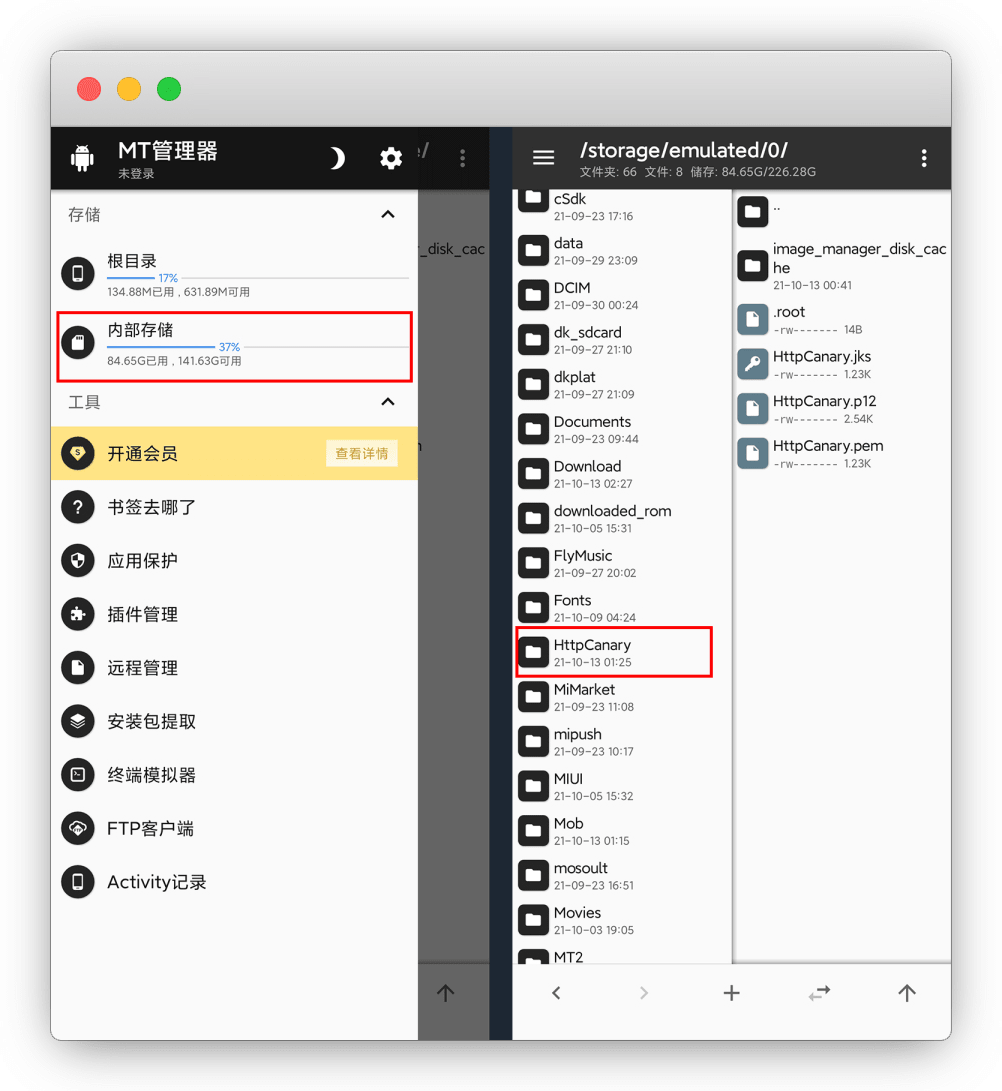 MT管理器
未登录
e/
存储
_disk_cac
根目录
17%
134.88M已用 , 631.89M可用
内部存储
37%
84.65G已用 , 141.63G可用
工具
开通会员
查看详情
书签去哪了
应用保护
插件管理
远程管理
安装包提取
终端模拟器
FTP客户端
Activity记录
/storage/emulated/0/
文件夹: 66 文件: 8 储存: 84.65G/226.28G
cSdk
21-09-23 17:16
data
21-09-29 23:09
DCIM
21-09-30 00:24
dk_sdcard
21-09-27 21:10
dkplat
21-09-27 21:09
Documents
21-09-23 09:44
Download
21-10-13 02:27
downloaded_rom
21-10-05 15:31
FlyMusic
21-09-27 20:02
Fonts
21-10-09 04:24
HttpCanary
21-10-13 01:25
MiMarket
21-09-23 11:08
mipush
21-09-23 10:17
MIUI
21-10-05 15:32
Mob
21-10-13 01:15
mosoult
21-09-23 16:51
Movies
21-10-03 19:05
MT2
..
image_manager_disk_cac
he
21-10-13 00:41
.root
-rw------- 14B
HttpCanary.jks
-rw------- 1.23K
HttpCanary.p12
-rw------- 2.54K
HttpCanary.pem
-rw------- 1.23K